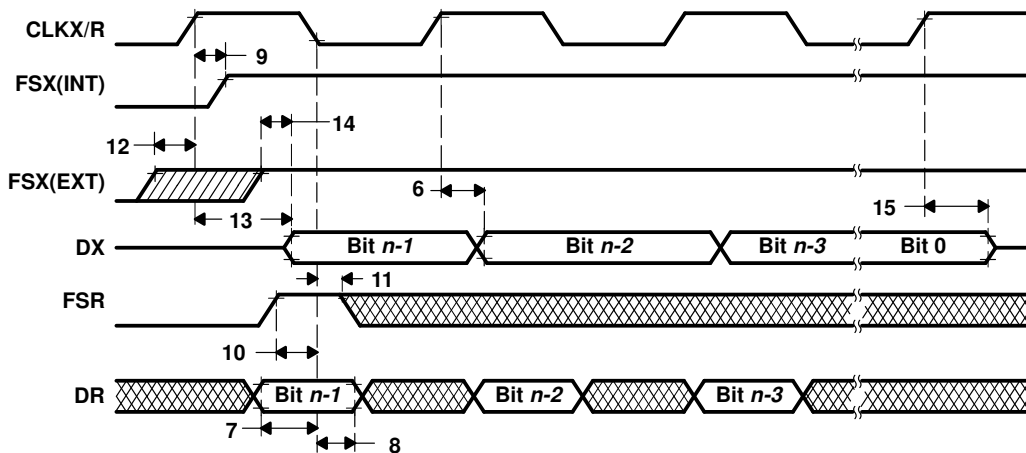 CLKX/R
9
FSX(INT)
14
12
FSX(EXT)
6
13
15
DX
Bit n-1
Bit n-2
Bit n-3
Bit 0
11
FSR
10
DR
Bit n-1
Bit n-2
Bit n-3
7
8